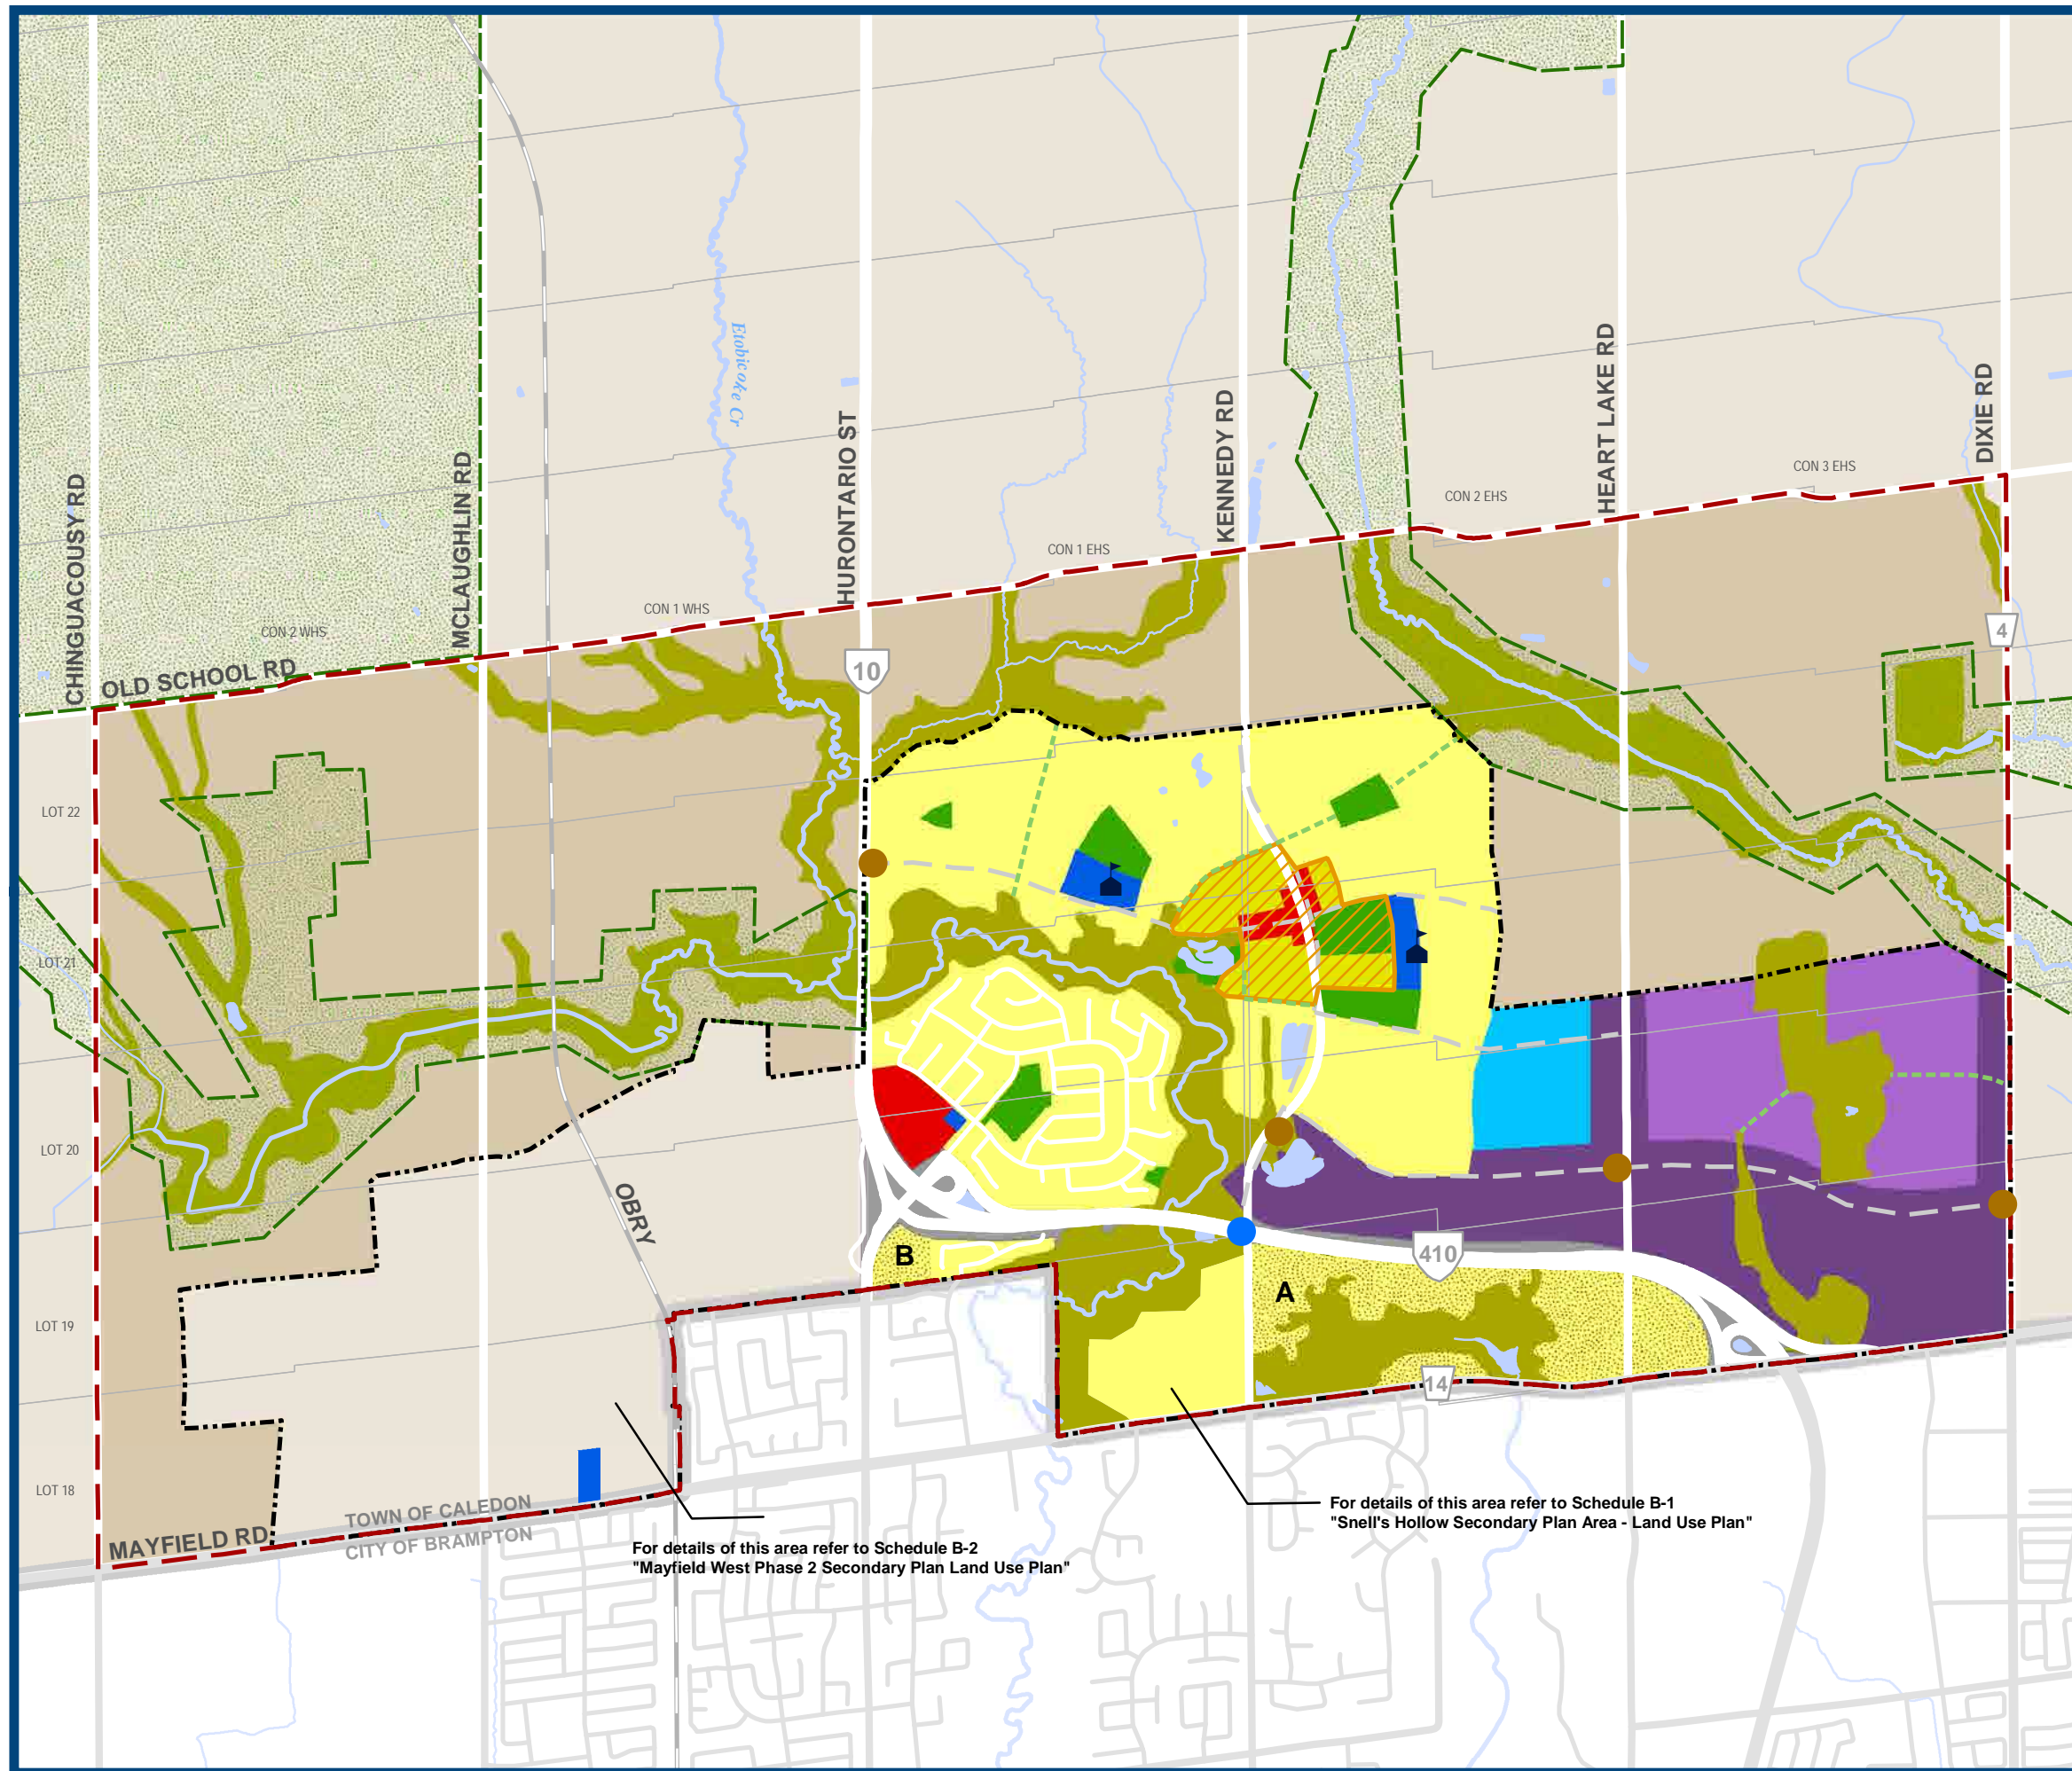 Etobicoke Cr
HURONTARIO ST
KENNEDY RD
HEART LAKE RD
DIXIE RD
CHINGUACOUSY RD
MCLAUGHLIN RD
CON 3 EHS
CON 2 EHS
CON 1 EHS
CON 1 WHS
CON 2 WHS
4
OLD SCHOOL RD
10
LOT 22
LOT 21
LOT 20
OBRY
B
410
A
LOT 19
14
LOT 18
TOWN OF CALEDON
CITY OF BRAMPTON
MAYFIELD RD
For details of this area refer to Schedule B-1
"Snell's Hollow Secondary Plan Area - Land Use Plan"
For details of this area refer to Schedule B-2
"Mayfield West Phase 2 Secondary Plan Land Use Plan"